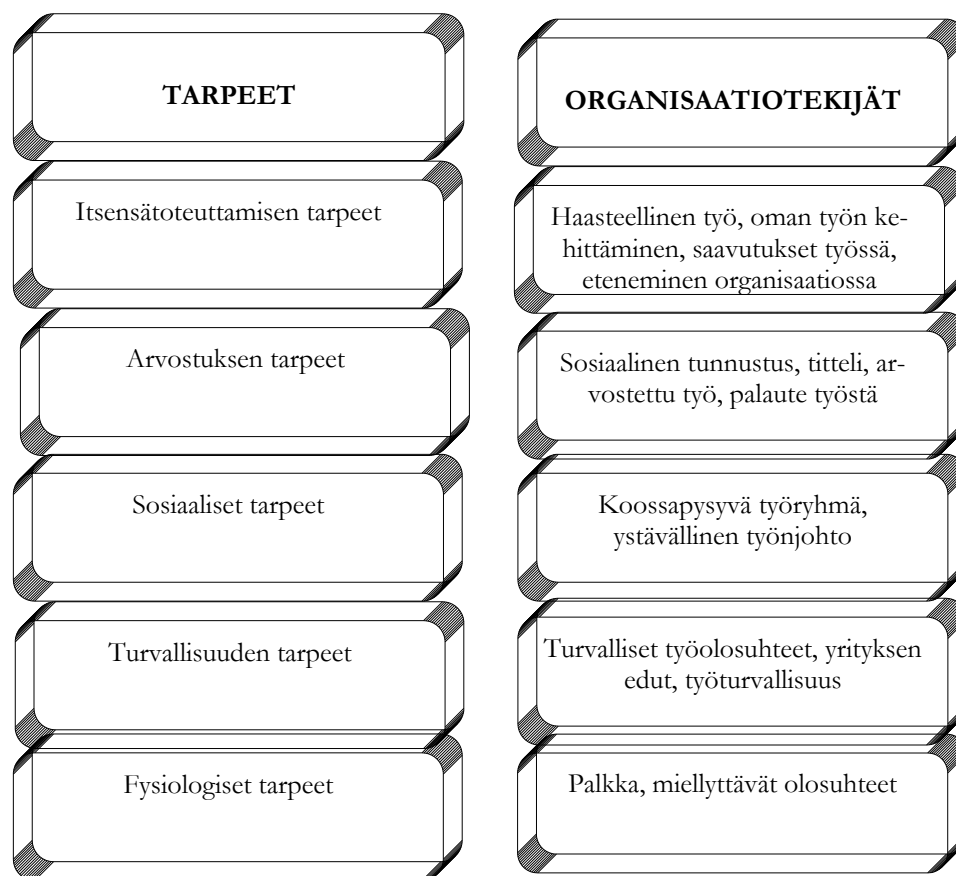 TARPEET
ORGANISAATIOTEKIJÄT
Itsensätoteuttamisen tarpeet
Haasteellinen työ, oman työn ke-
hittäminen, saavutukset työssä,
eteneminen organisaatiossa
Arvostuksen tarpeet
Sosiaalinen tunnustus, titteli, ar-
vostettu työ, palaute työstä
Sosiaaliset tarpeet
Koossapysyvä työryhmä,
ystävällinen työnjohto
Turvallisuuden tarpeet
Turvalliset työolosuhteet, yrityksen
edut, työturvallisuus
Fysiologiset tarpeet
Palkka, miellyttävät olosuhteet